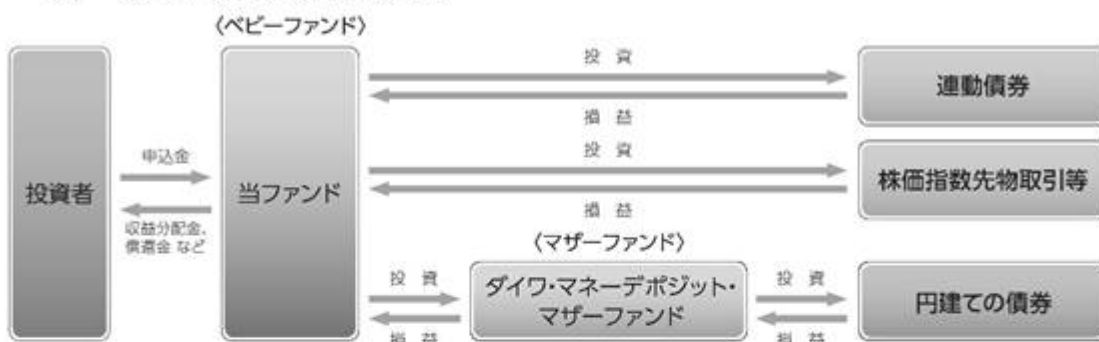 〈ベビーファンド〉
投資者
申込金
収益分配金、
償還金 など
当ファンド
投 資
損 益
連動債券
投 資
損 益
株価指数先物取引等
〈マザーファンド〉
投 資
損 益
ダイワ・マネーデポジット・
マザーファンド
投 資
損 益
円建ての債券